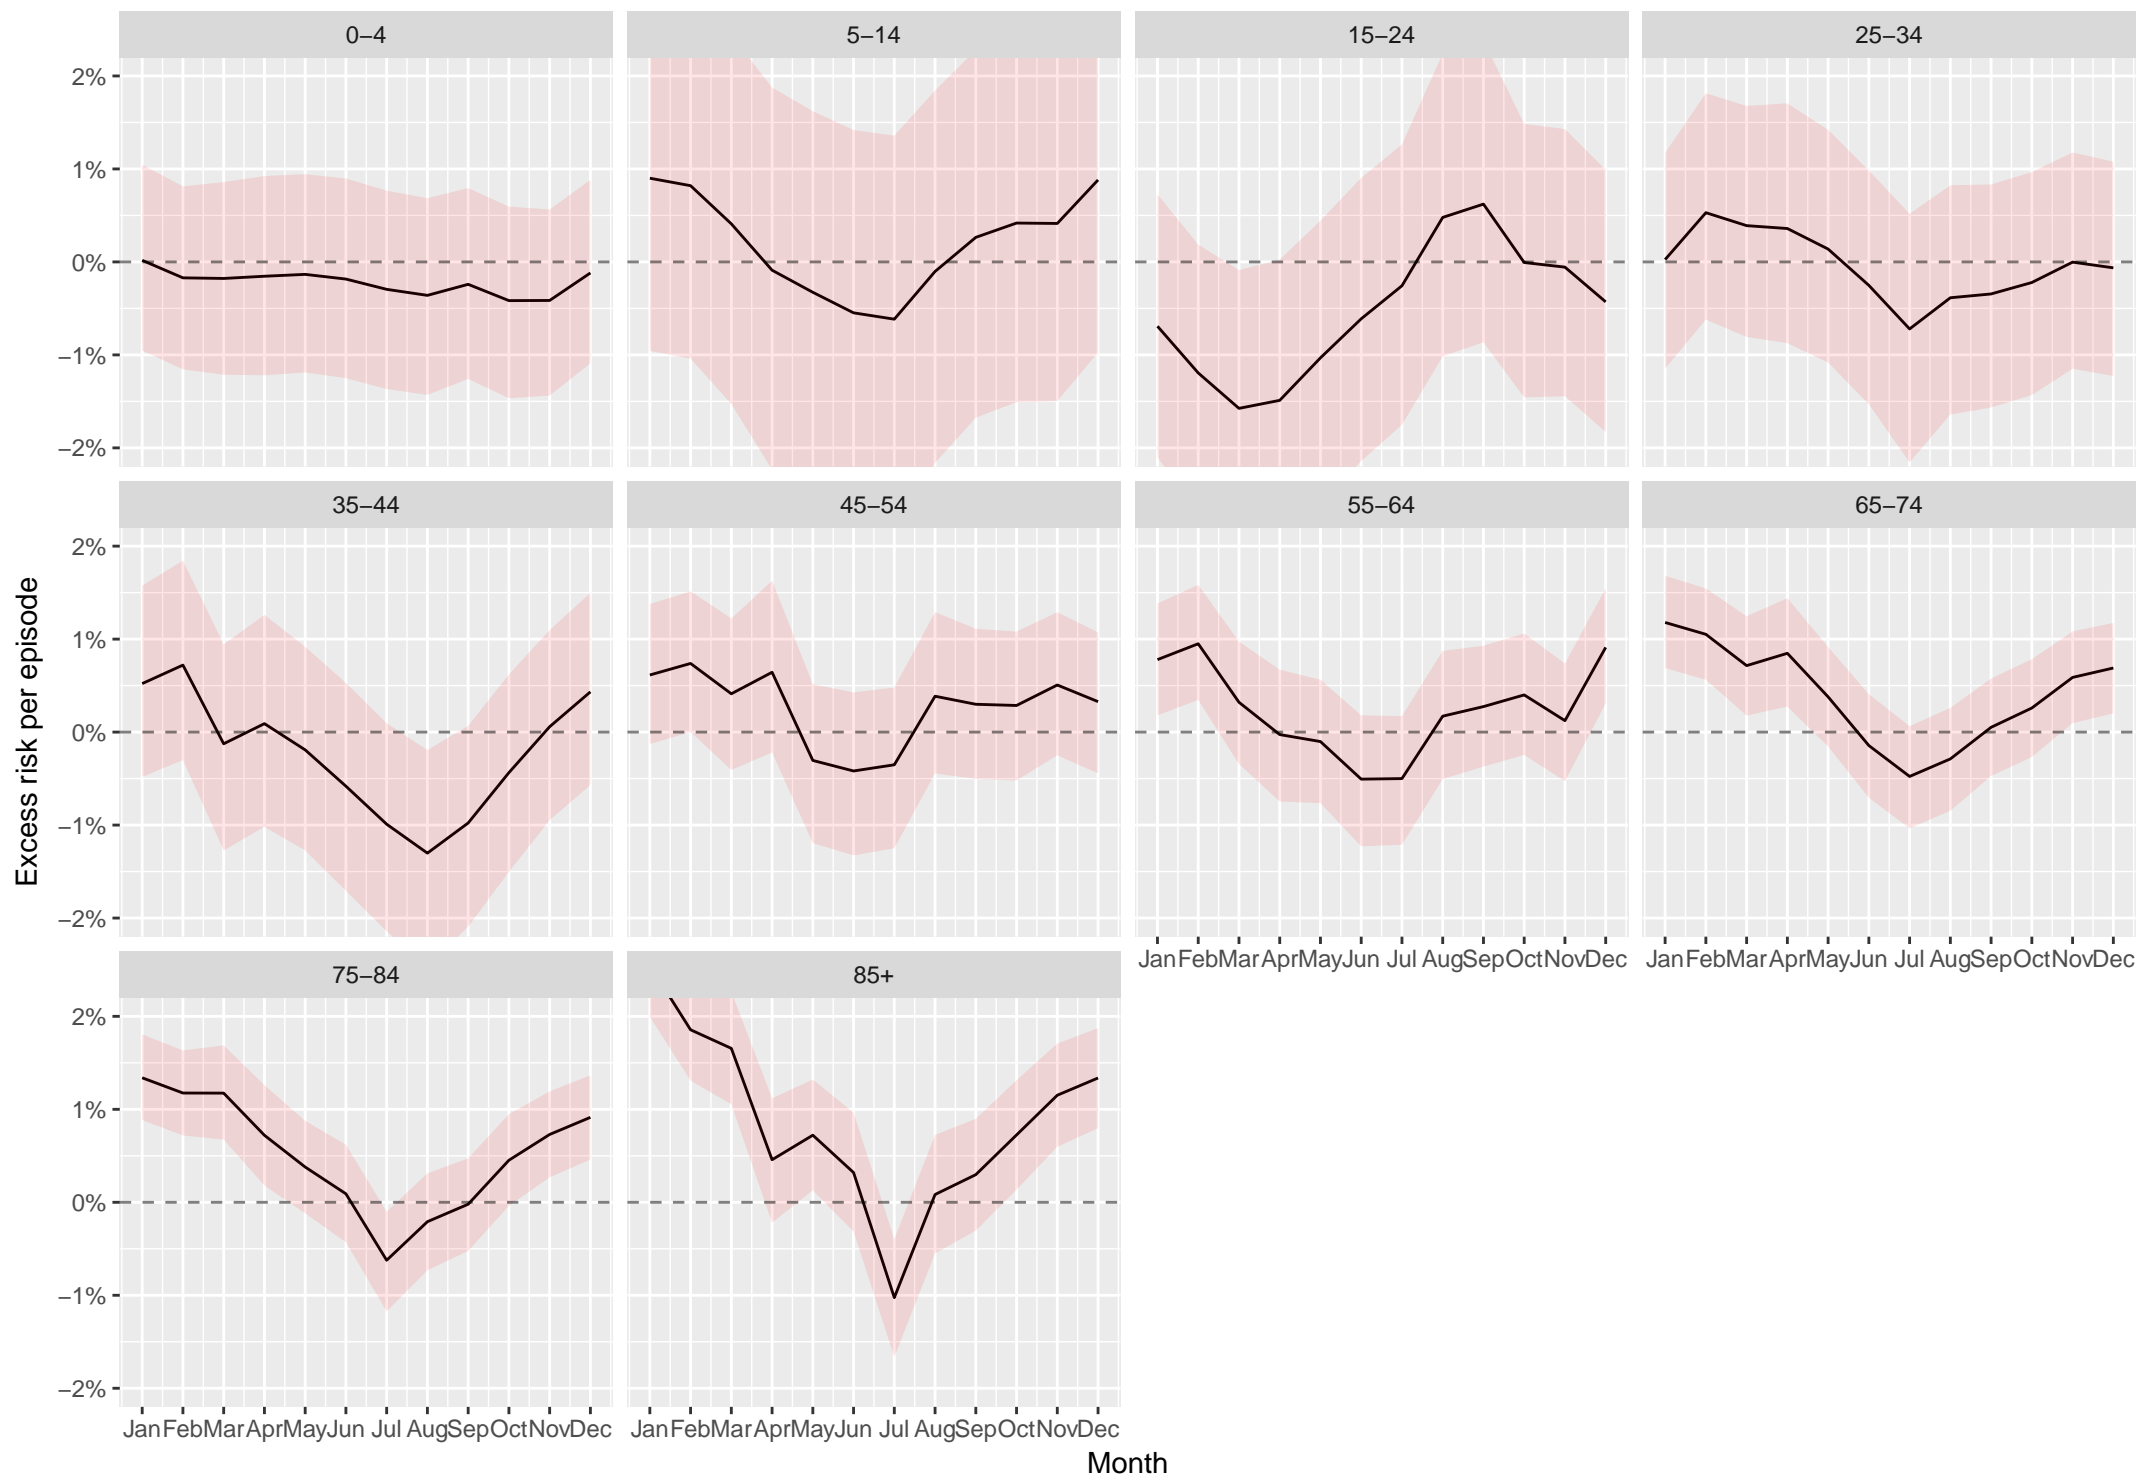 0–4 5–14 15–24 25–34
2%
1%
0%
−1%
−2%
35–44 45–54 55–64 65–74
2%
1%
0%
−1%
−2%
Jan Feb Mar Apr May Jun Jul Aug Sep Oct Nov Dec Jan Feb Mar Apr May Jun Jul Aug Sep Oct Nov Dec
75–84 85+
2%
1%
0%
−1%
−2%
Jan Feb Mar Apr May Jun Jul Aug Sep Oct Nov Dec Jan Feb Mar Apr May Jun Jul Aug Sep Oct Nov Dec
Month
Excess risk per episode